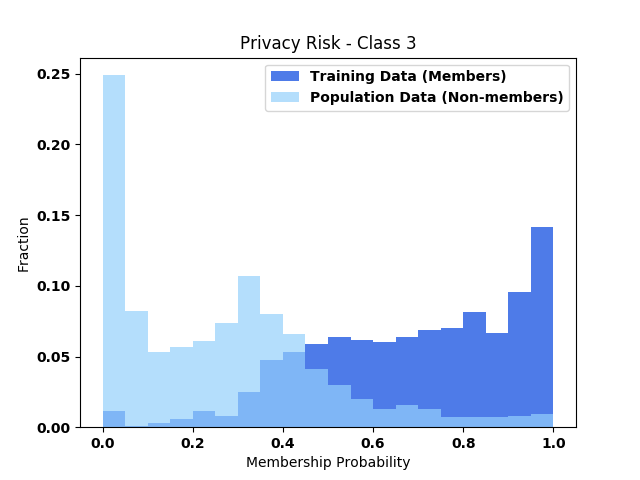 Privacy Risk - Class 3
Training Data (Members)
Population Data (Non-members)
Fraction
0.25
0.20
0.15
0.10
0.05
0.00
0.0 0.2 0.4 0.6 0.8 1.0
Membership Probability